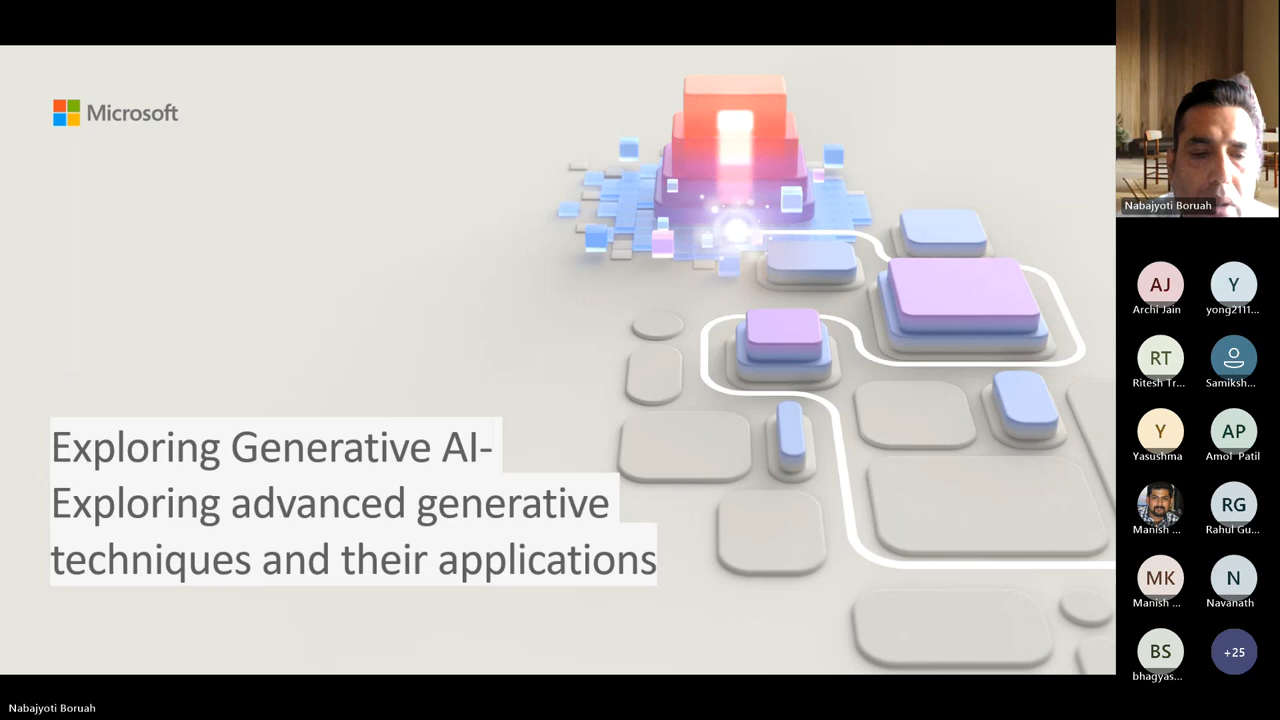 Microsoft
Exploring Generative AI-
Exploring advanced generative
techniques and their applications
Nabajyoti Boruah
AJ
Archi Jain
Y
yong2111...
RT
Ritesh Tr...
Samiksh...
Y
Yasushma
AP
Amol Patil
Manish ...
RG
Rahul Gu...
MK
Manish ...
N
Navanath
BS
bhagyas...
+25
Nabajyoti Boruah